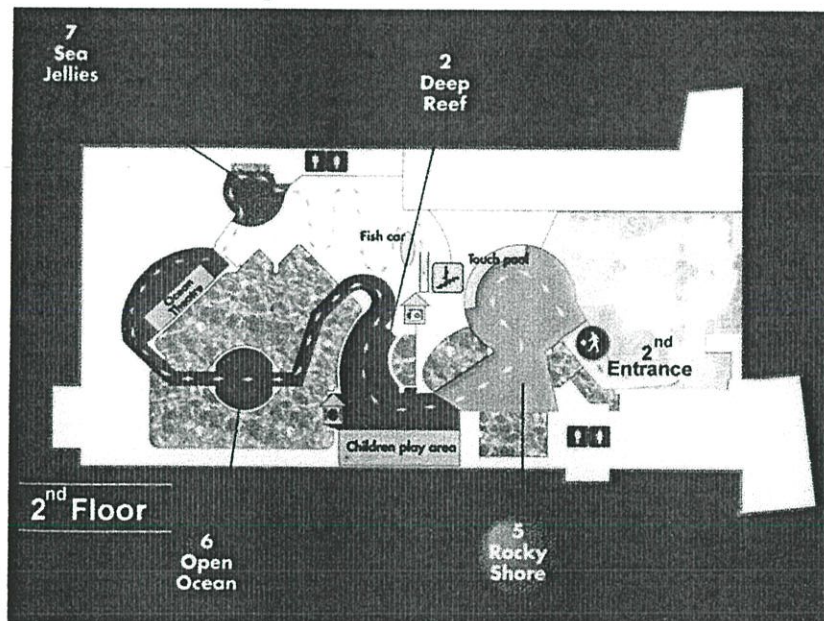 7
Sea
Jellies
2
Deep
Reef
Fish car
Touch pool
Ocean
Theatre
2nd
Entrance
Children play area
2nd Floor
6
Open
Ocean
5
Rocky
Shore